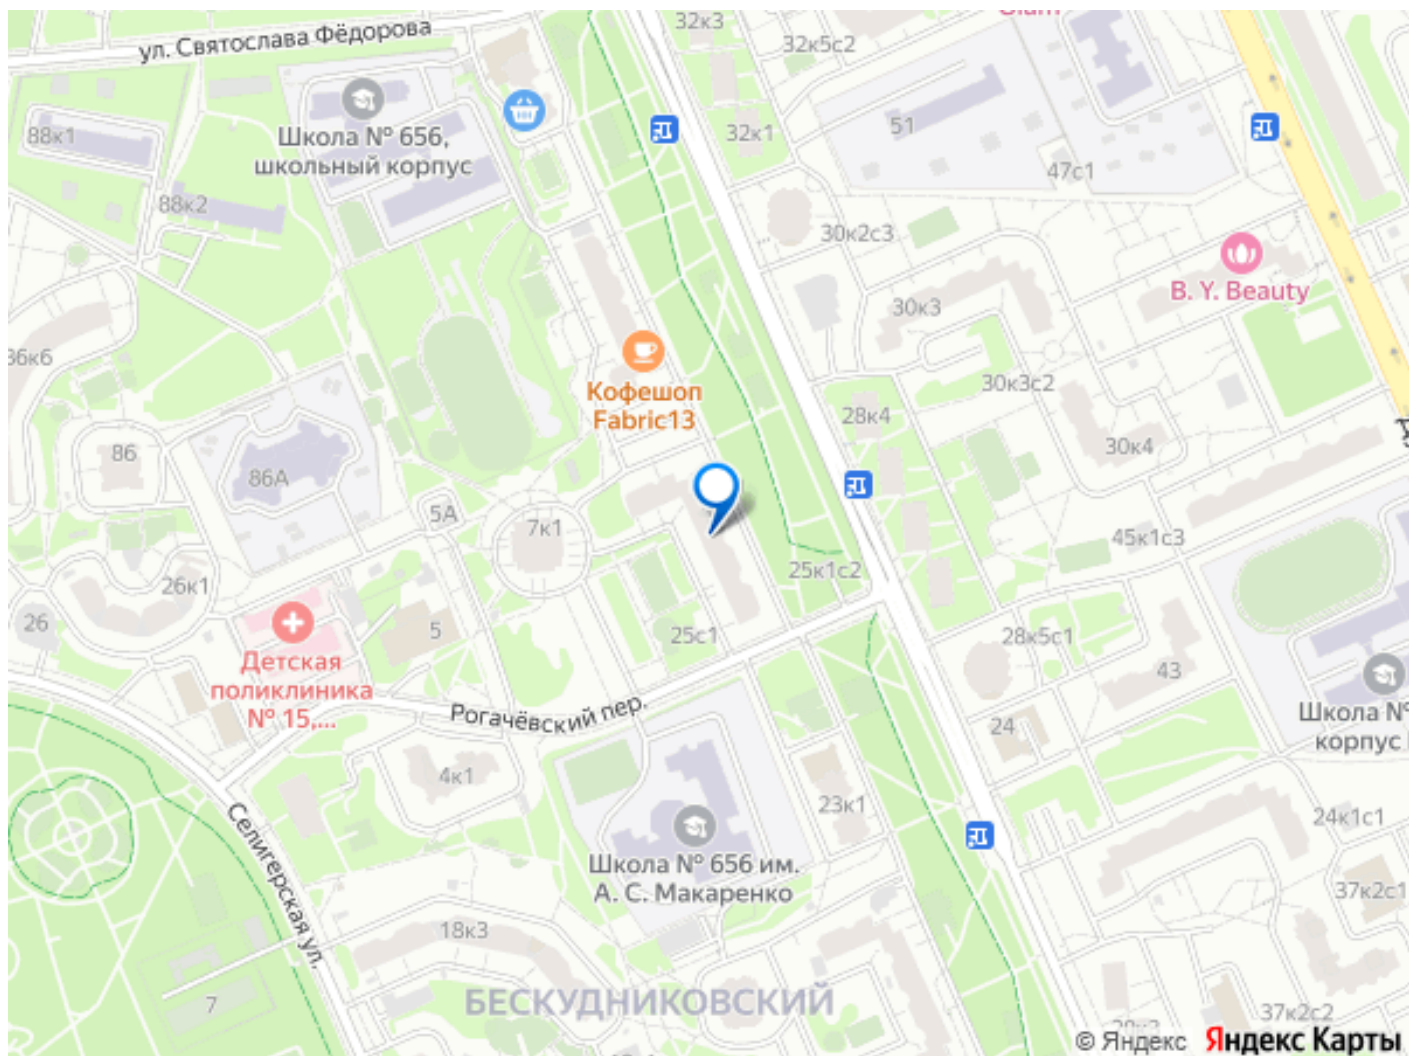 32к3
32к5с2
ул. Святослава Фёдорова
Школа № 656,
школьный корпус
88к1
32к1
51
47с1
88к2
30к2с3
B. Y. Beauty
30к3
36к6
Кофешоп
Fabric13
30к3с2
28к4
30к4
86
86А
5А
7к1
45к1с3
25к1с2
26к1
26
5
25с1
28к5с1
43
Детская
поликлиника
№ 15,...
Рогачёвский пер.
24
Школа №
корпус
4к1
Селигерская ул.
23к1
24к1с1
Школа № 656 им.
А. С. Макаренко
37к2с1
18к3
7
БЕСКУДНИКОВСКИЙ
37к2с2
© Яндекс Яндекс Карты